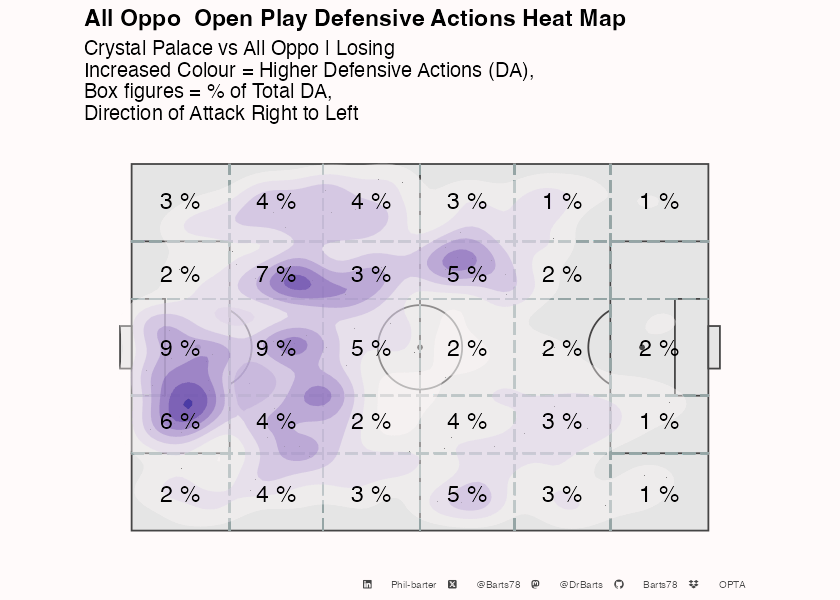 All Oppo  Open Play Defensive Actions Heat Map
Crystal Palace vs All Oppo | Losing
Increased Colour = Higher Defensive Actions (DA),
Box figures = % of Total DA,
Direction of Attack Right to Left
3 % 4 % 4 % 3 % 1 % 1 %
2 % 7 % 3 % 5 % 2 %
9 % 9 % 5 % 2 % 2 % 2 %
6 % 4 % 2 % 4 % 3 % 1 %
2 % 4 % 3 % 5 % 3 % 1 %
Phil-barter @Barts78 @DrBarts Barts78 OPTA